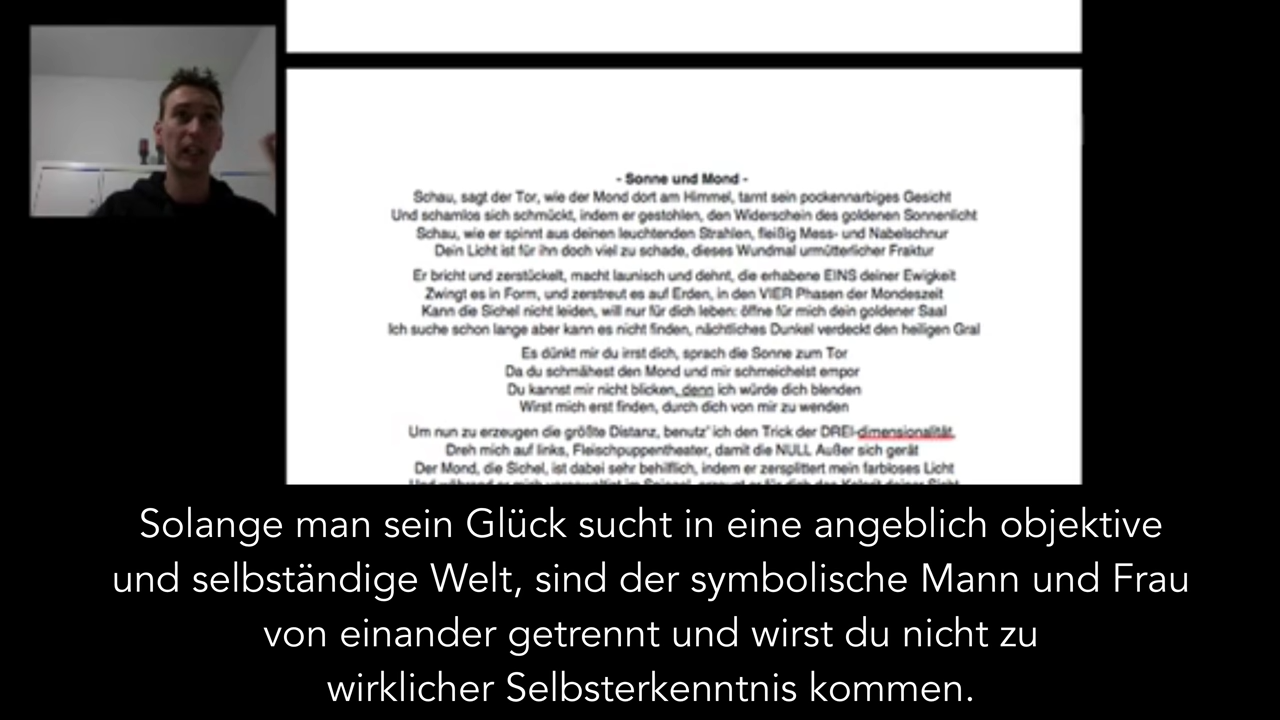 - Sonne und Mond -
Schau, sagt der Tor, wie der Mond dort am Himmel, tarnt sein pockennarbiges Gesicht
Und schamlos sich schmückt, indem er gestohlen, den Widerschein des goldenen Sonnenlicht
Schau, wie er spinnt aus deinen leuchtenden Strahlen, fleißig Mess- und Nabelschnur
Dein Licht ist für ihn doch viel zu schade, dieses Wundmal urmütterlicher Fraktur
Er bricht und zerstückelt, macht launisch und dehnt, die erhabene EINS deiner Ewigkeit
Zwingt es in Form, und zerstreut es auf Erden, in den VIER Phasen der Mondeszeit
Kann die Sichel nicht leiden, will nur für dich leben: öffne für mich dein goldener Saal
Ich suche schon lange aber kann es nicht finden, nächtliches Dunkel verdeckt den heiligen Gral
Es dünkt mir du irrst dich, sprach die Sonne zum Tor
Da du schmähest den Mond und mir schmeichelst empor
Du kannst mir nicht blicken, denn ich würde dich blenden
Wirst mich erst finden, durch dich von mir zu wenden
Um nun zu erzeugen die größte Distanz, benutz' ich den Trick der DREI-dimensionalität,
Dreh mich auf links, Fleischpuppentheater, damit die NULL Außer sich gerät
Der Mond, die Sichel, ist dabei sehr behilflich, indem er zersplittert mein farbloses Licht
Solange man sein Glück sucht in eine angeblich objektive
und selbständige Welt, sind der symbolische Mann und Frau
von einander getrennt und wirst du nicht zu
wirklicher Selbsterkenntnis kommen.